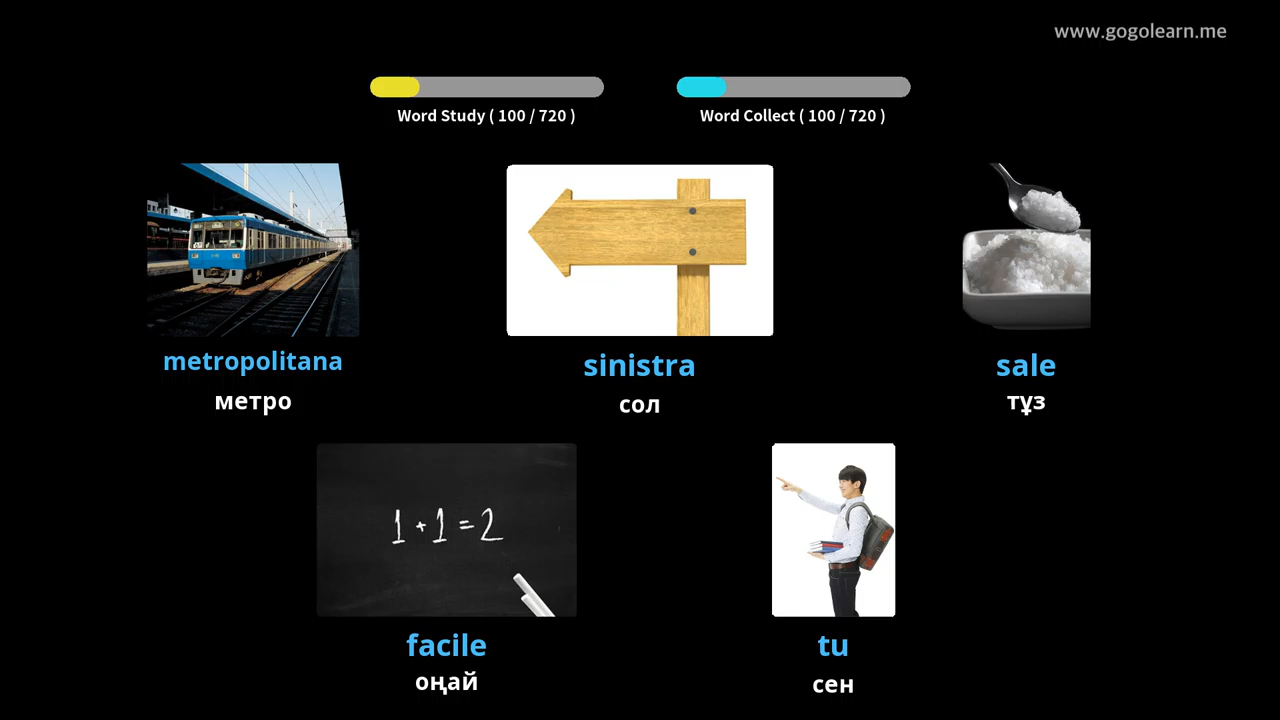 www.gogolearn.me
Word Study ( 100 / 720 )
Word Collect ( 100 / 720 )
metropolitana
метро
sinistra
сол
sale
тұз
1 + 1 = 2
facile
оңай
tu
сен